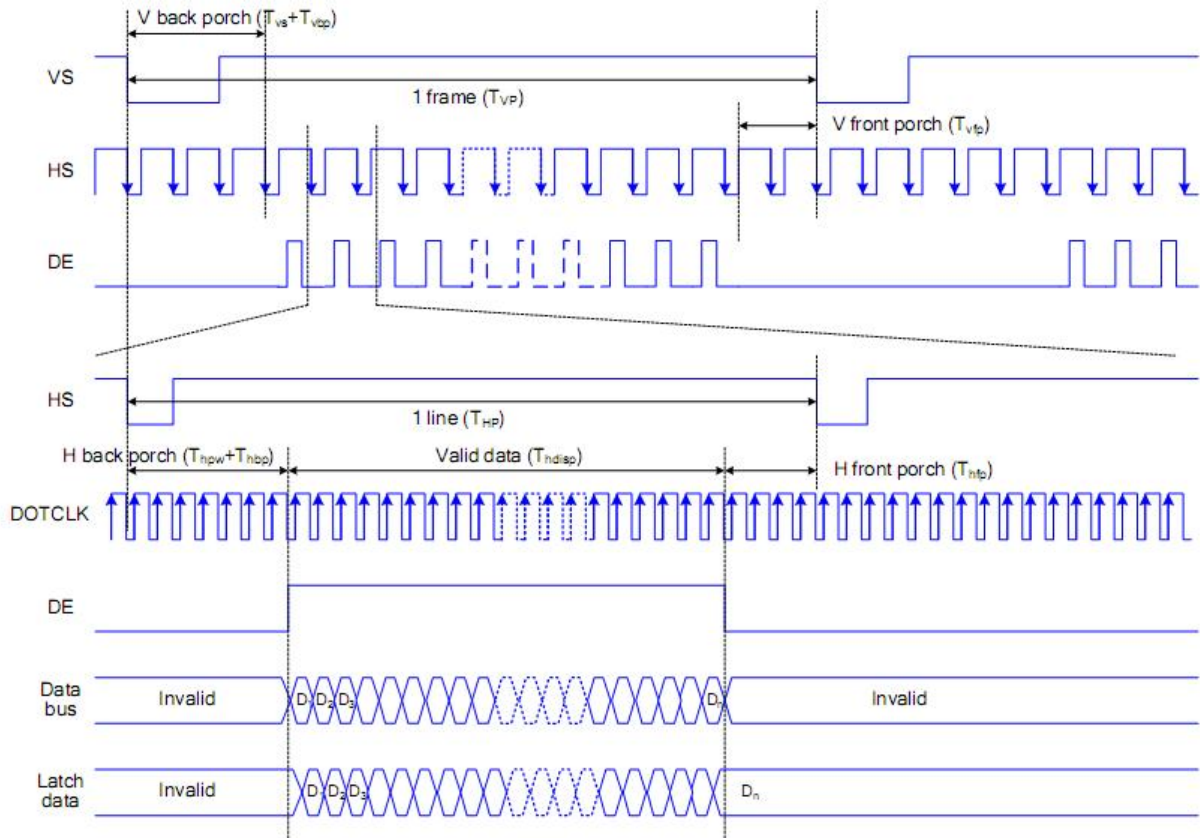 V back porch (Tvs+Tvbp)
VS
1 frame (TVP)
V front porch (Tvfp)
HS
DE
HS
1 line (THP)
H back porch (Thpw+Thbp)
Valid data (Thdisp)
H front porch (Thfp)
DOTCLK
DE
Data
bus
Invalid
D1 D2 D3
Dn
Invalid
Latch
data
Invalid
D D2 D3
Dn